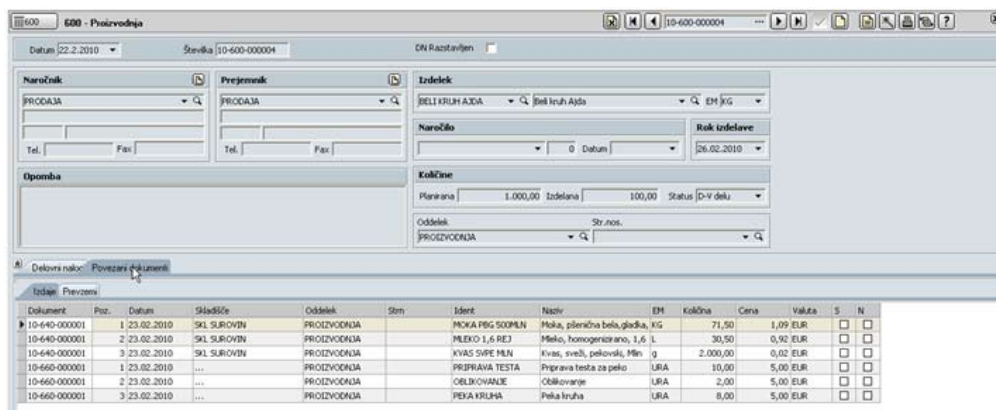 600 600 - Proizvodnja 10-600-000004 ... ?
Datum 22.2.2010 Številka 10-600-000004 DN Razstavljen
Naročnik Prejemnik Izdelek
PRODAJA PRODAJA BELI KRUH AJDA Beli kruh Ajda EM KG
Naročilo Rok izdelave
Tel. Fax Tel. Fax 0 Datum 26.02.2010
Opomba Količine
Planirana 1.000,00 Izdelana 100,00 Status D-V delu
Oddelek Str.nos.
PROIZVODNJA
Delovni nalog Povezani dokumenti
Izdaje Prevzemi
Dokument Poz. Datum Skladišče Oddelek Strn Ident Naziv EM Količina Cena Valuta S N
10-640-000001 1 23.02.2010 SKL SUROVIN PROIZVODNJA MOKA PBG 500MLN Moka, pšenična bela,gladka, KG 71,50 1,09 EUR
10-640-000001 2 23.02.2010 SKL SUROVIN PROIZVODNJA MLEKO 1,6 REJ Mleko, homogenizirano, 1,6 L 30,50 0,92 EUR
10-640-000001 3 23.02.2010 SKL SUROVIN PROIZVODNJA KVAS SVPE MLN Kvas, sveži, pekovski, Mlin g 2.000,00 0,02 EUR
10-660-000001 1 23.02.2010 ... PROIZVODNJA PRIPRAVA TESTA Priprava testa za peko URA 10,00 5,00 EUR
10-660-000001 2 23.02.2010 ... PROIZVODNJA OBLIKOVANJE Oblikovanje URA 2,00 5,00 EUR
10-660-000001 3 23.02.2010 ... PROIZVODNJA PEKA KRUHA Peka kruha URA 8,00 5,00 EUR